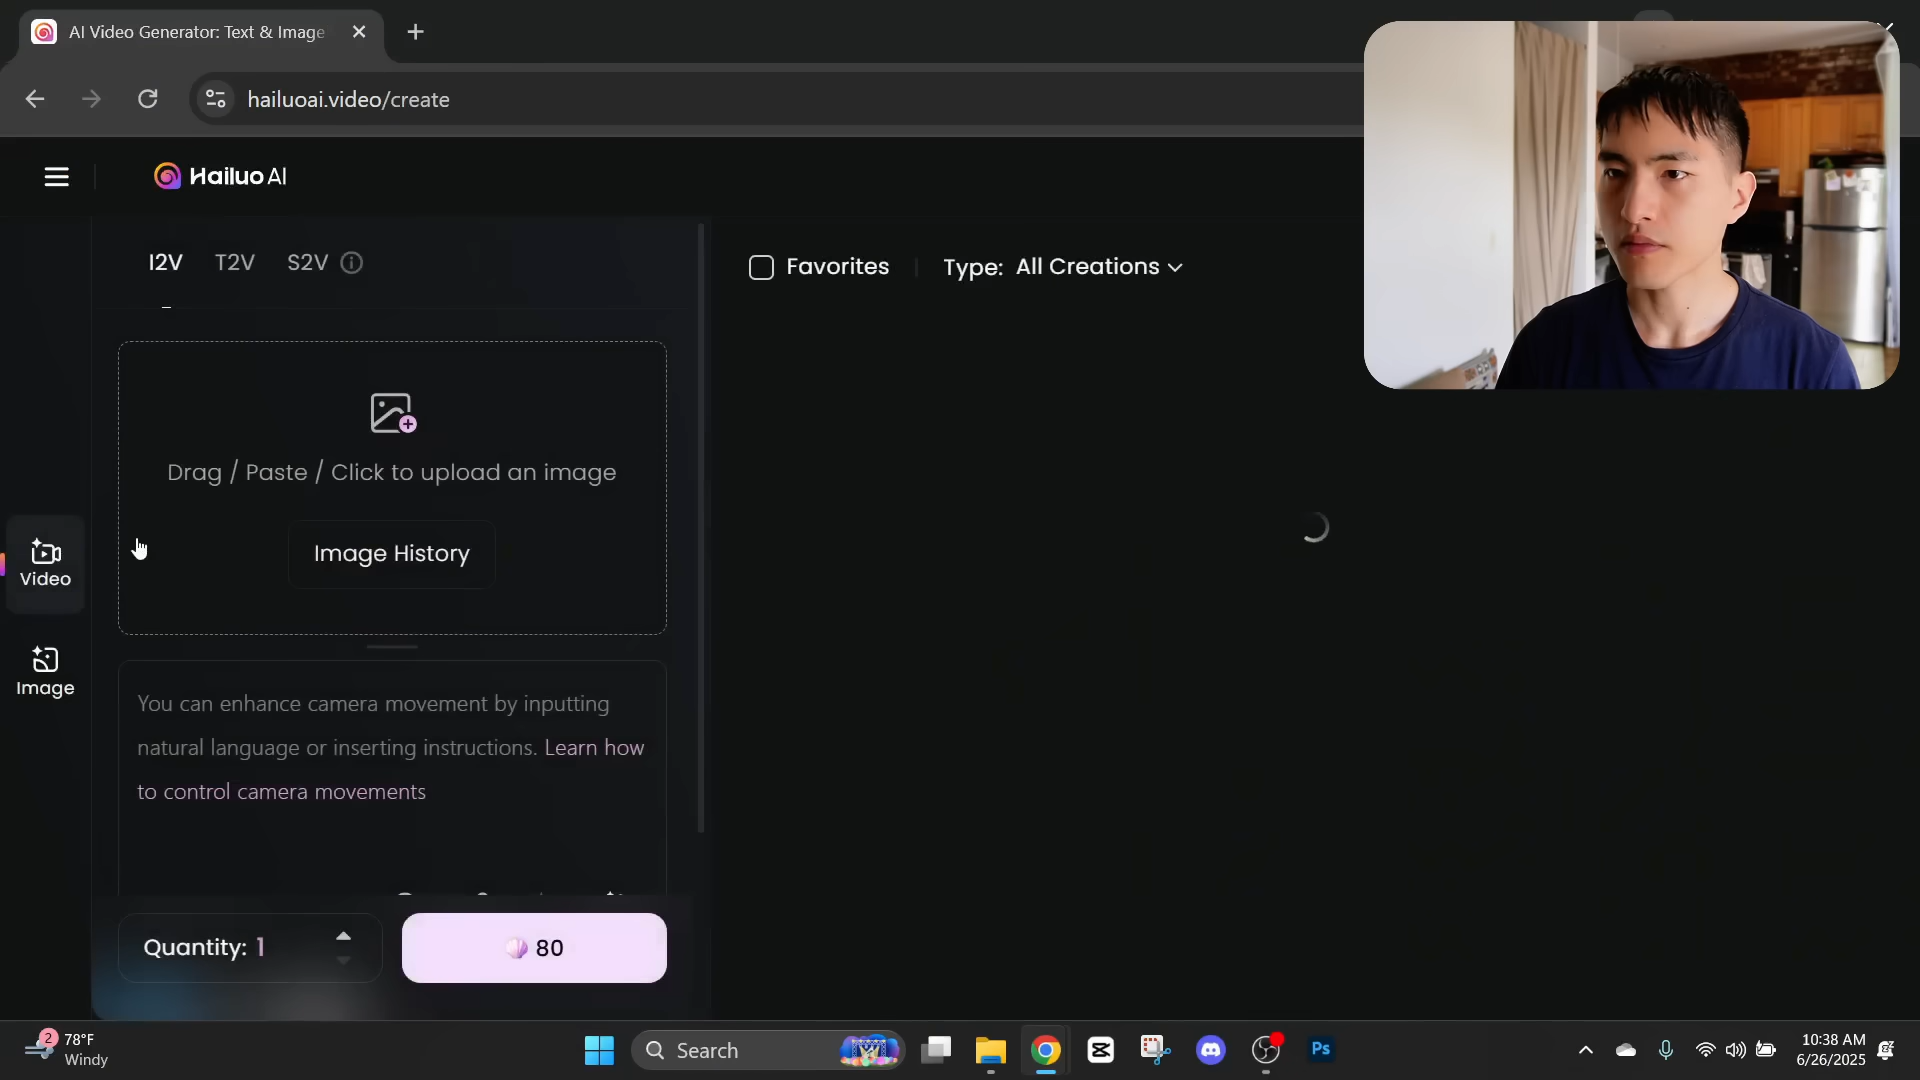 AI Video Generator: Text & Image
hailuoai.video/create
Hailuo AI
I2V T2V S2V
Favorites Type: All Creations
Drag / Paste / Click to upload an image
Image History
Video
Image
You can enhance camera movement by inputting
natural language or inserting instructions. Learn how
to control camera movements
Quantity: 1
80
2
78°F
Windy
Search
Ps
10:38 AM
6/26/2025